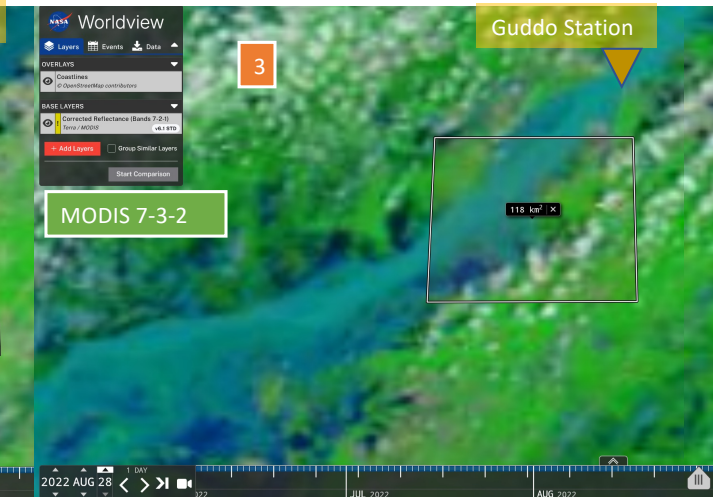 NASA Worldview
Layers Events Data
OVERLAYS
Coastlines
© OpenStreetMap contributors
BASE LAYERS
Corrected Reflectance (Bands 7-2-1)
Terra / MODIS v6.1 STD
+ Add Layers Group Similar Layers
Start Comparison
3
Guddo Station
MODIS 7-3-2
118 km² ×
1 DAY
2022 AUG 28
022 JUL 2022 AUG 2022